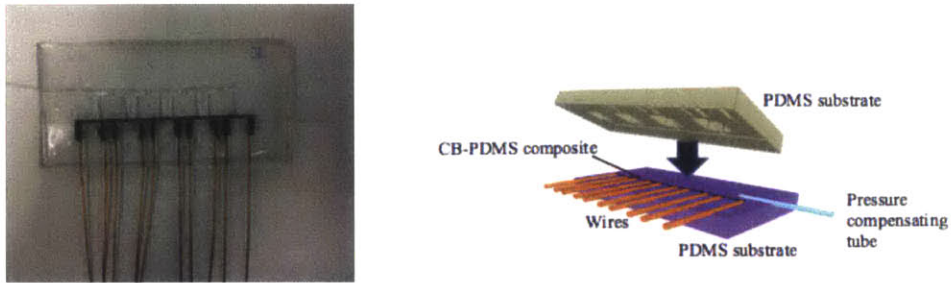 PDMS substrate
CB-PDMS composite
Wires
Pressure
compensating
tube
PDMS substrate